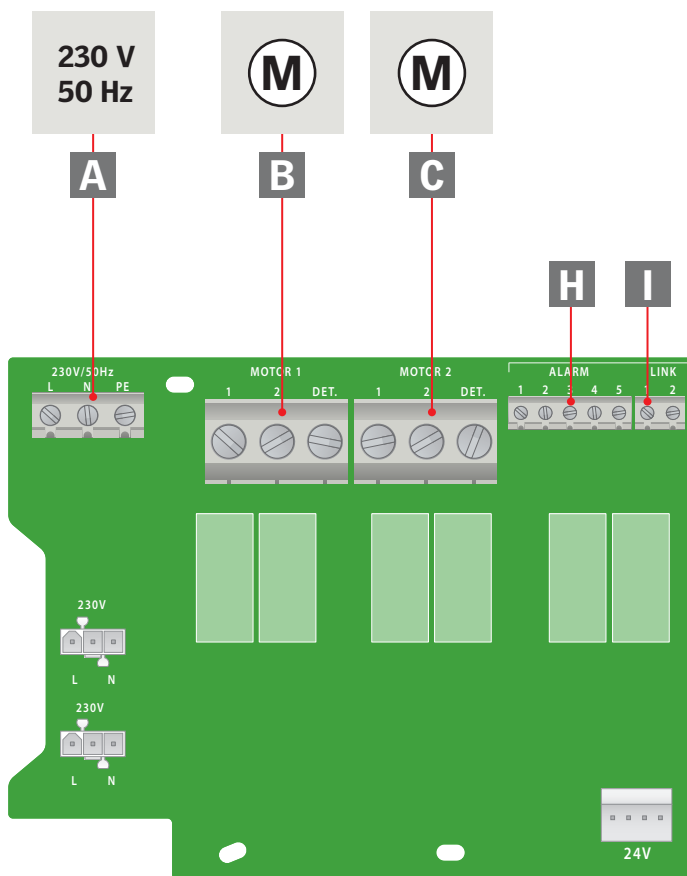 230 V
50 Hz
M
M
A
B
C
H
I
230V/50Hz
L N PE
MOTOR 1
1 2 DET.
MOTOR 2
1 2 DET.
ALARM
1 2 3 4 5
LINK
1 2
230V
L N
230V
L N
24V